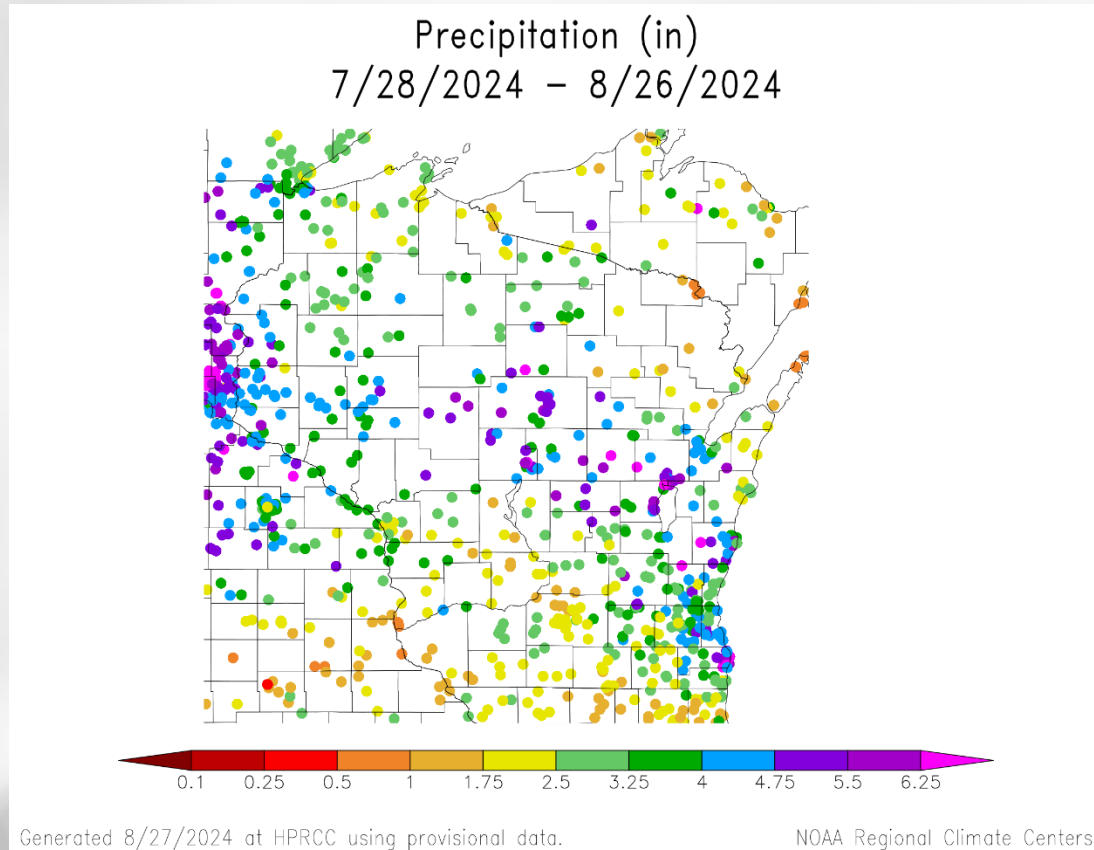 Precipitation (in)
7/28/2024 – 8/26/2024
0.1 0.25 0.5 1 1.75 2.5 3.25 4 4.75 5.5 6.25
Generated 8/27/2024 at HPRCC using provisional data. NOAA Regional Climate Centers